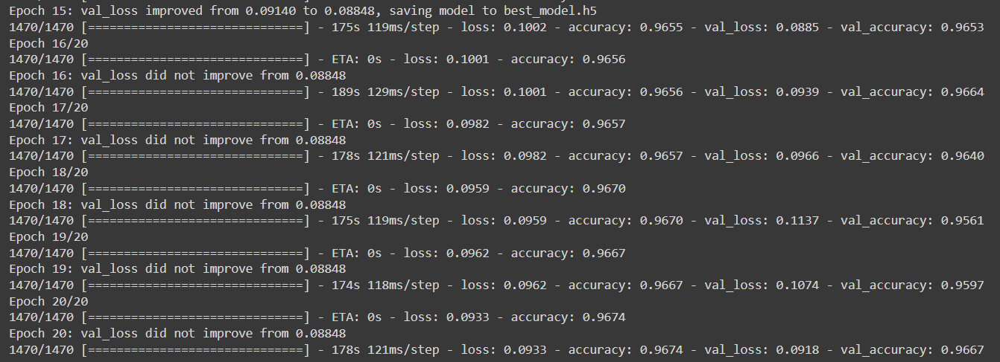 Epoch 15: val_loss improved from 0.09140 to 0.08848, saving model to best_model.h5
1470/1470 [==============================] - 175s 119ms/step - loss: 0.1002 - accuracy: 0.9655 - val_loss: 0.0885 - val_accuracy: 0.9653
Epoch 16/20
1470/1470 [==============================] - ETA: 0s - loss: 0.1001 - accuracy: 0.9656
Epoch 16: val_loss did not improve from 0.08848
1470/1470 [==============================] - 189s 129ms/step - loss: 0.1001 - accuracy: 0.9656 - val_loss: 0.0939 - val_accuracy: 0.9664
Epoch 17/20
1470/1470 [==============================] - ETA: 0s - loss: 0.0982 - accuracy: 0.9657
Epoch 17: val_loss did not improve from 0.08848
1470/1470 [==============================] - 178s 121ms/step - loss: 0.0982 - accuracy: 0.9657 - val_loss: 0.0966 - val_accuracy: 0.9640
Epoch 18/20
1470/1470 [==============================] - ETA: 0s - loss: 0.0959 - accuracy: 0.9670
Epoch 18: val_loss did not improve from 0.08848
1470/1470 [==============================] - 175s 119ms/step - loss: 0.0959 - accuracy: 0.9670 - val_loss: 0.1137 - val_accuracy: 0.9561
Epoch 19/20
1470/1470 [==============================] - ETA: 0s - loss: 0.0962 - accuracy: 0.9667
Epoch 19: val_loss did not improve from 0.08848
1470/1470 [==============================] - 174s 118ms/step - loss: 0.0962 - accuracy: 0.9667 - val_loss: 0.1074 - val_accuracy: 0.9597
Epoch 20/20
1470/1470 [==============================] - ETA: 0s - loss: 0.0933 - accuracy: 0.9674
Epoch 20: val_loss did not improve from 0.08848
1470/1470 [==============================] - 178s 121ms/step - loss: 0.0933 - accuracy: 0.9674 - val_loss: 0.0918 - val_accuracy: 0.9667